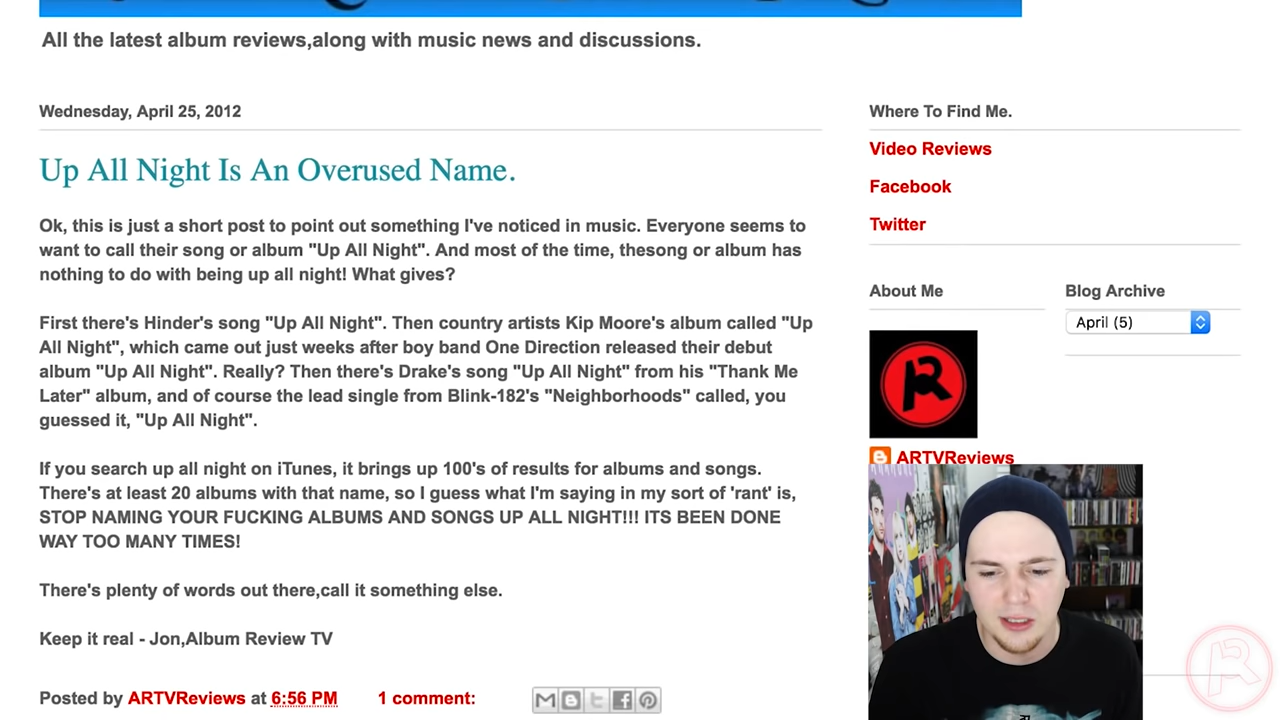 All the latest album reviews,along with music news and discussions.
Wednesday, April 25, 2012
Up All Night Is An Overused Name.
Ok, this is just a short post to point out something I've noticed in music. Everyone seems to
want to call their song or album "Up All Night". And most of the time, thesong or album has
nothing to do with being up all night! What gives?
First there's Hinder's song "Up All Night". Then country artists Kip Moore's album called "Up
All Night", which came out just weeks after boy band One Direction released their debut
album "Up All Night". Really? Then there's Drake's song "Up All Night" from his "Thank Me
Later" album, and of course the lead single from Blink-182's "Neighborhoods" called, you
guessed it, "Up All Night".
If you search up all night on iTunes, it brings up 100's of results for albums and songs.
There's at least 20 albums with that name, so I guess what I'm saying in my sort of 'rant' is,
STOP NAMING YOUR FUCKING ALBUMS AND SONGS UP ALL NIGHT!!! ITS BEEN DONE
WAY TOO MANY TIMES!
There's plenty of words out there,call it something else.
Keep it real - Jon,Album Review TV
Posted by ARTVReviews at 6:56 PM 1 comment:
Where To Find Me.
Video Reviews
Facebook
Twitter
About Me
ARTVReviews
Blog Archive
April (5)